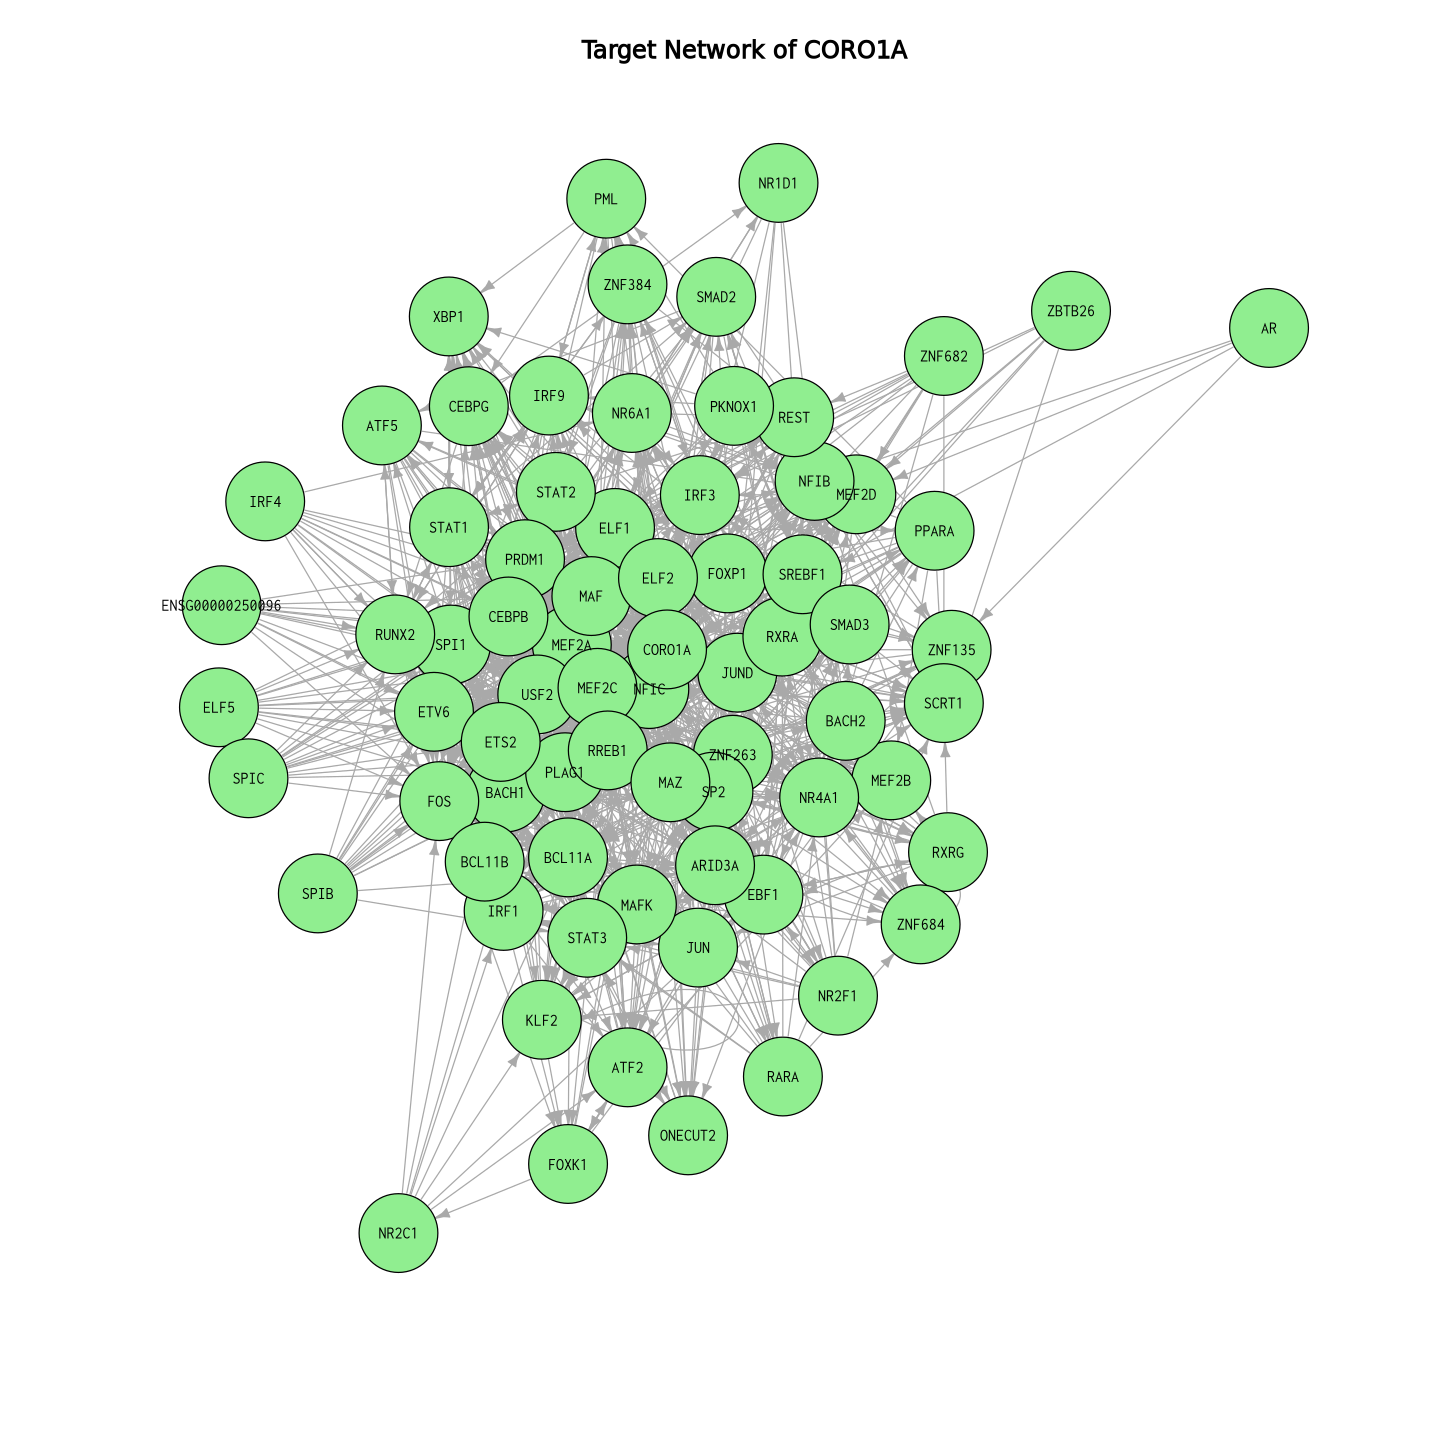 Target Network of CORO1A
NR1D1
PML
ZNF384
SMAD2
ZBTB26
XBP1
AR
ZNF682
IRF9
CEBPG
PKNOX1
NR6A1
REST
ATF5
NFIB
STAT2
MEF2D
IRF3
IRF4
STAT1
ELF1
PPARA
PRDM1
FOXP1
SREBF1
ELF2
MAF
ENSG00000250096
CEBPB
SMAD3
RUNX2
RXRA
SPI1
MEF2A
CORO1A
ZNF135
JUND
MEF2C
NFIC
USF2
SCRT1
ELF5
ETV6
BACH2
ETS2
RREB1
ZNF263
PLAG1
SPIC
MEF2B
MAZ
SP2
BACH1
NR4A1
FOS
RXRG
BCL11A
BCL11B
ARID3A
SPIB
EBF1
MAFK
IRF1
ZNF684
STAT3
JUN
NR2F1
KLF2
ATF2
RARA
ONECUT2
FOXK1
NR2C1